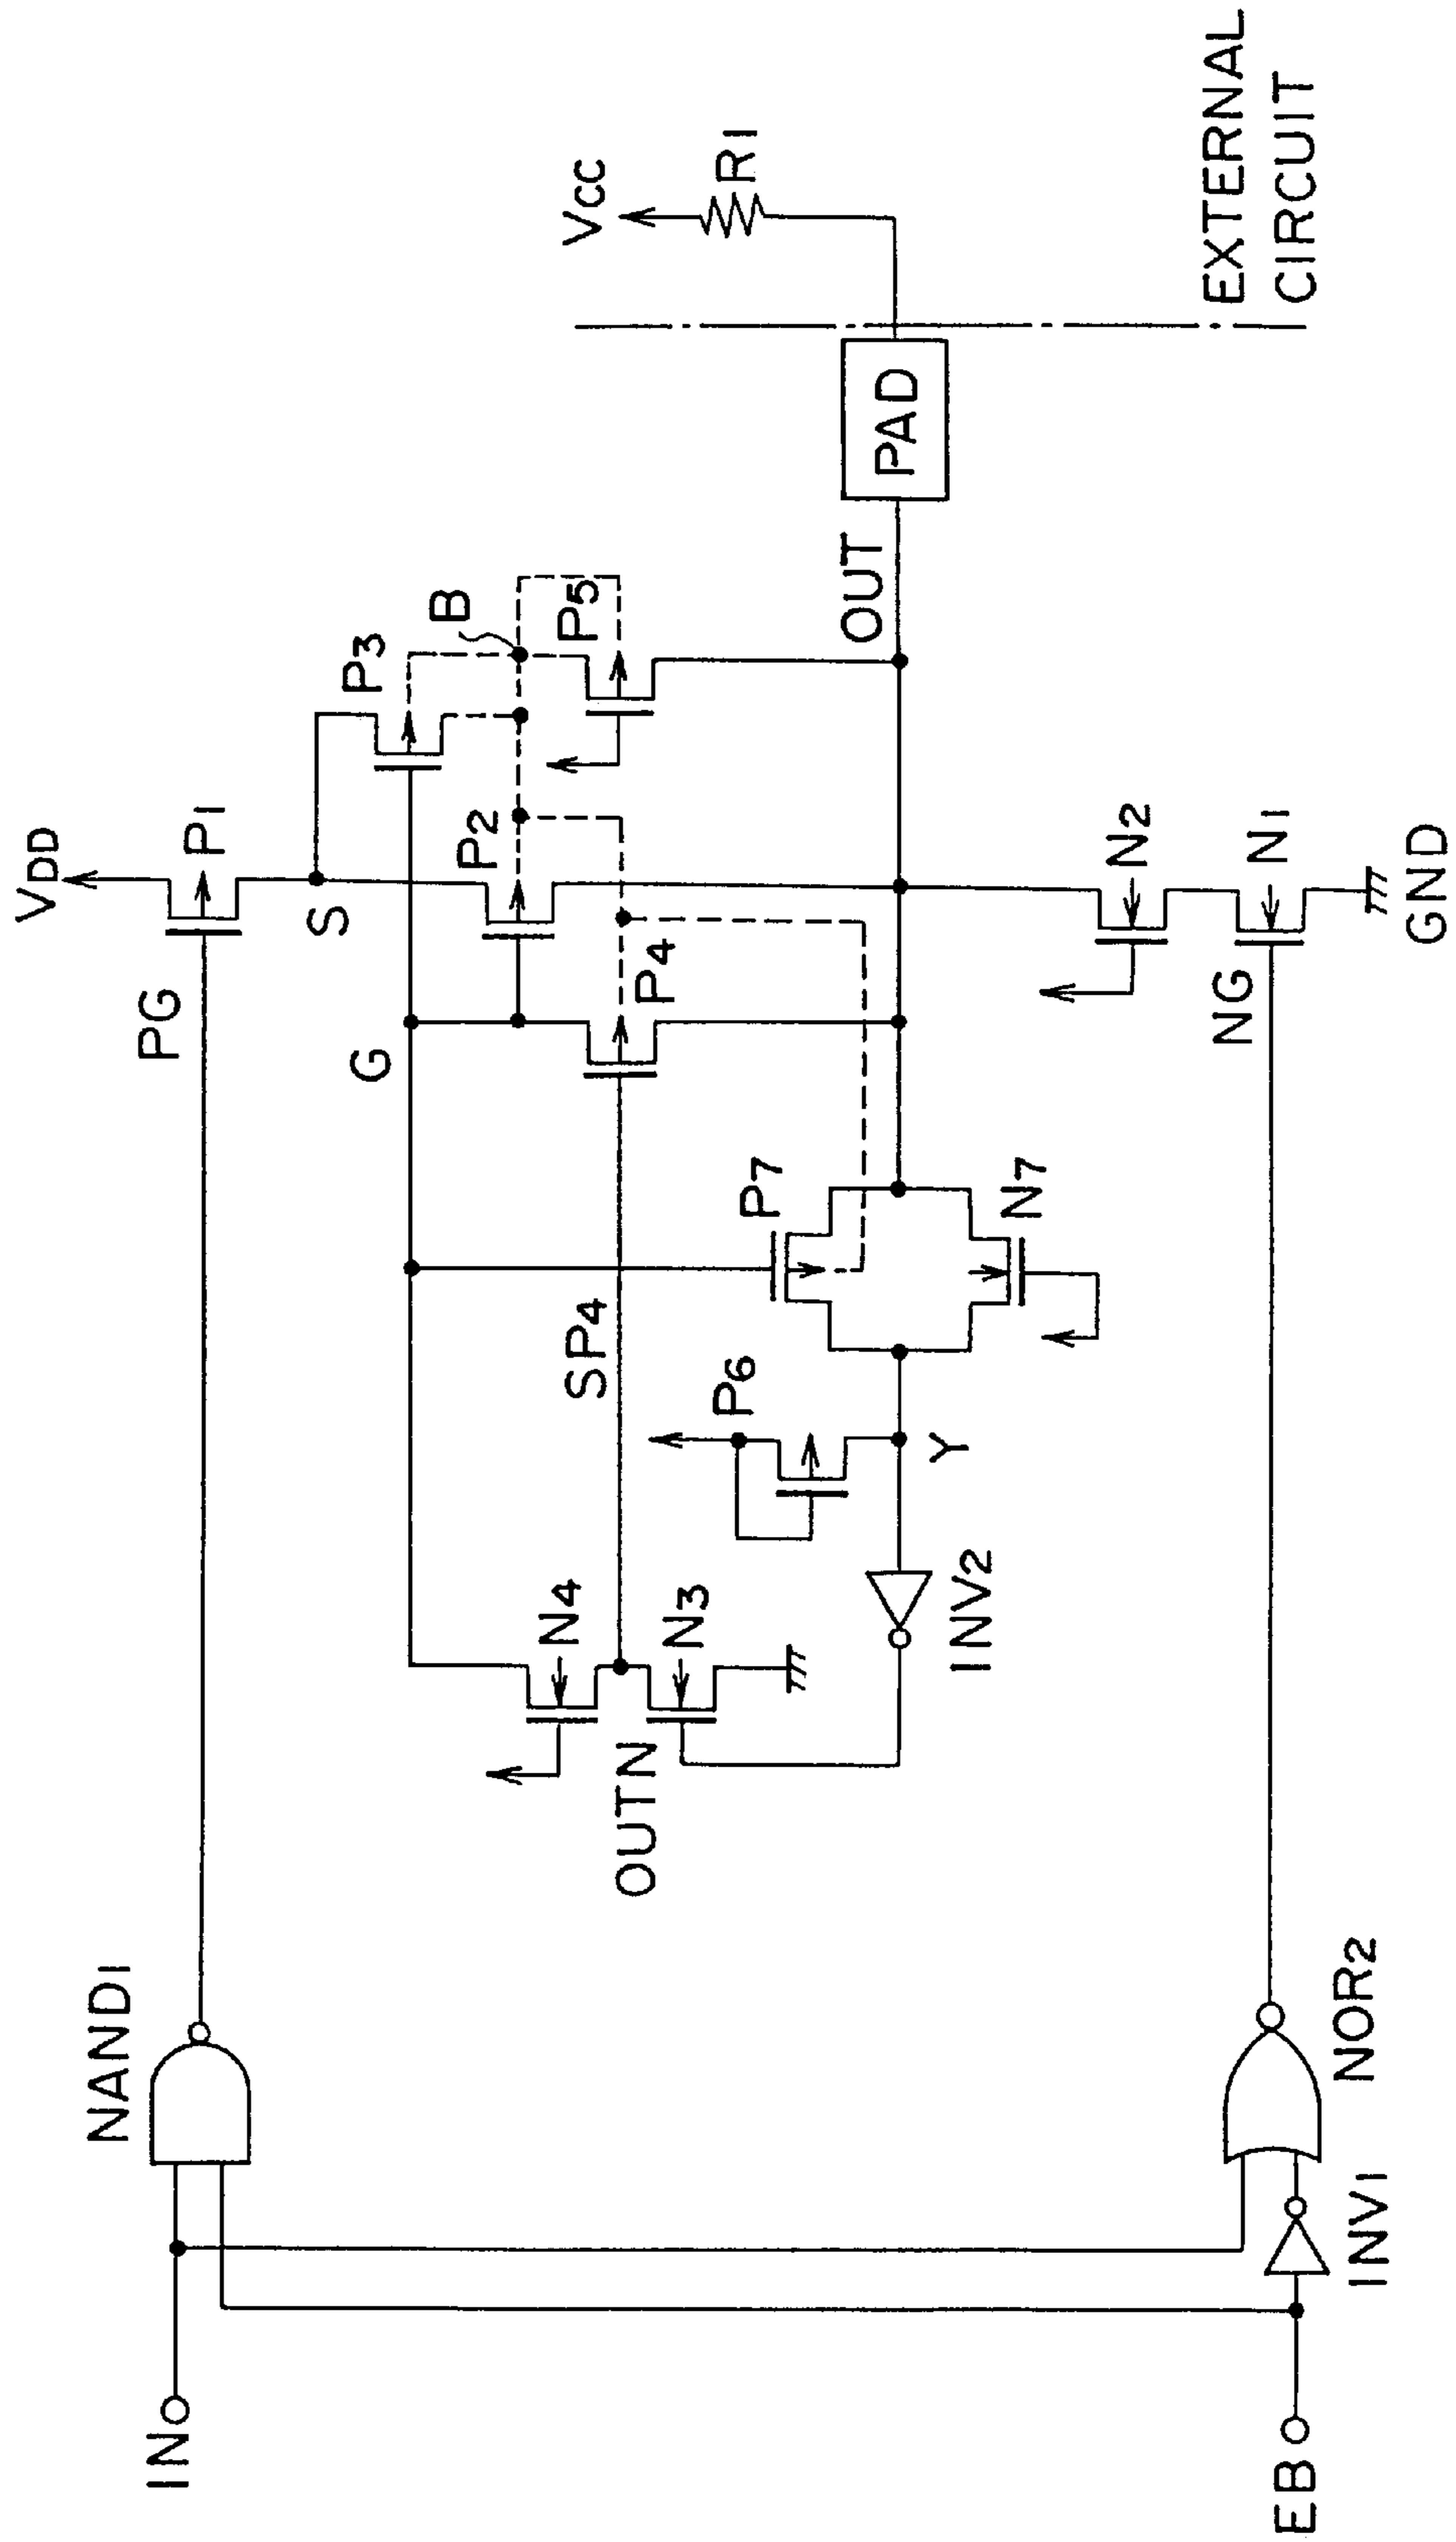 VDD
PG
P1
S
P3
B
G
P2
P5
P4
VCC
R1
SP4
P7
OUT
PAD
P6
N7
Y
N4
N3
OUTN
INV2
N2
N1
NG
GND
EXTERNAL
CIRCUIT
NAND1
IN
NOR2
INV1
EB